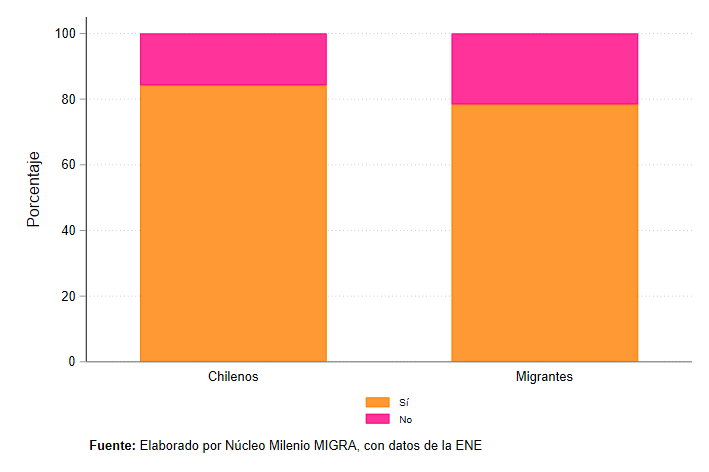 Porcentaje
100
80
60
40
20
0
Chilenos Migrantes
Sí
No
Fuente: Elaborado por Núcleo Milenio MIGRA, con datos de la ENE